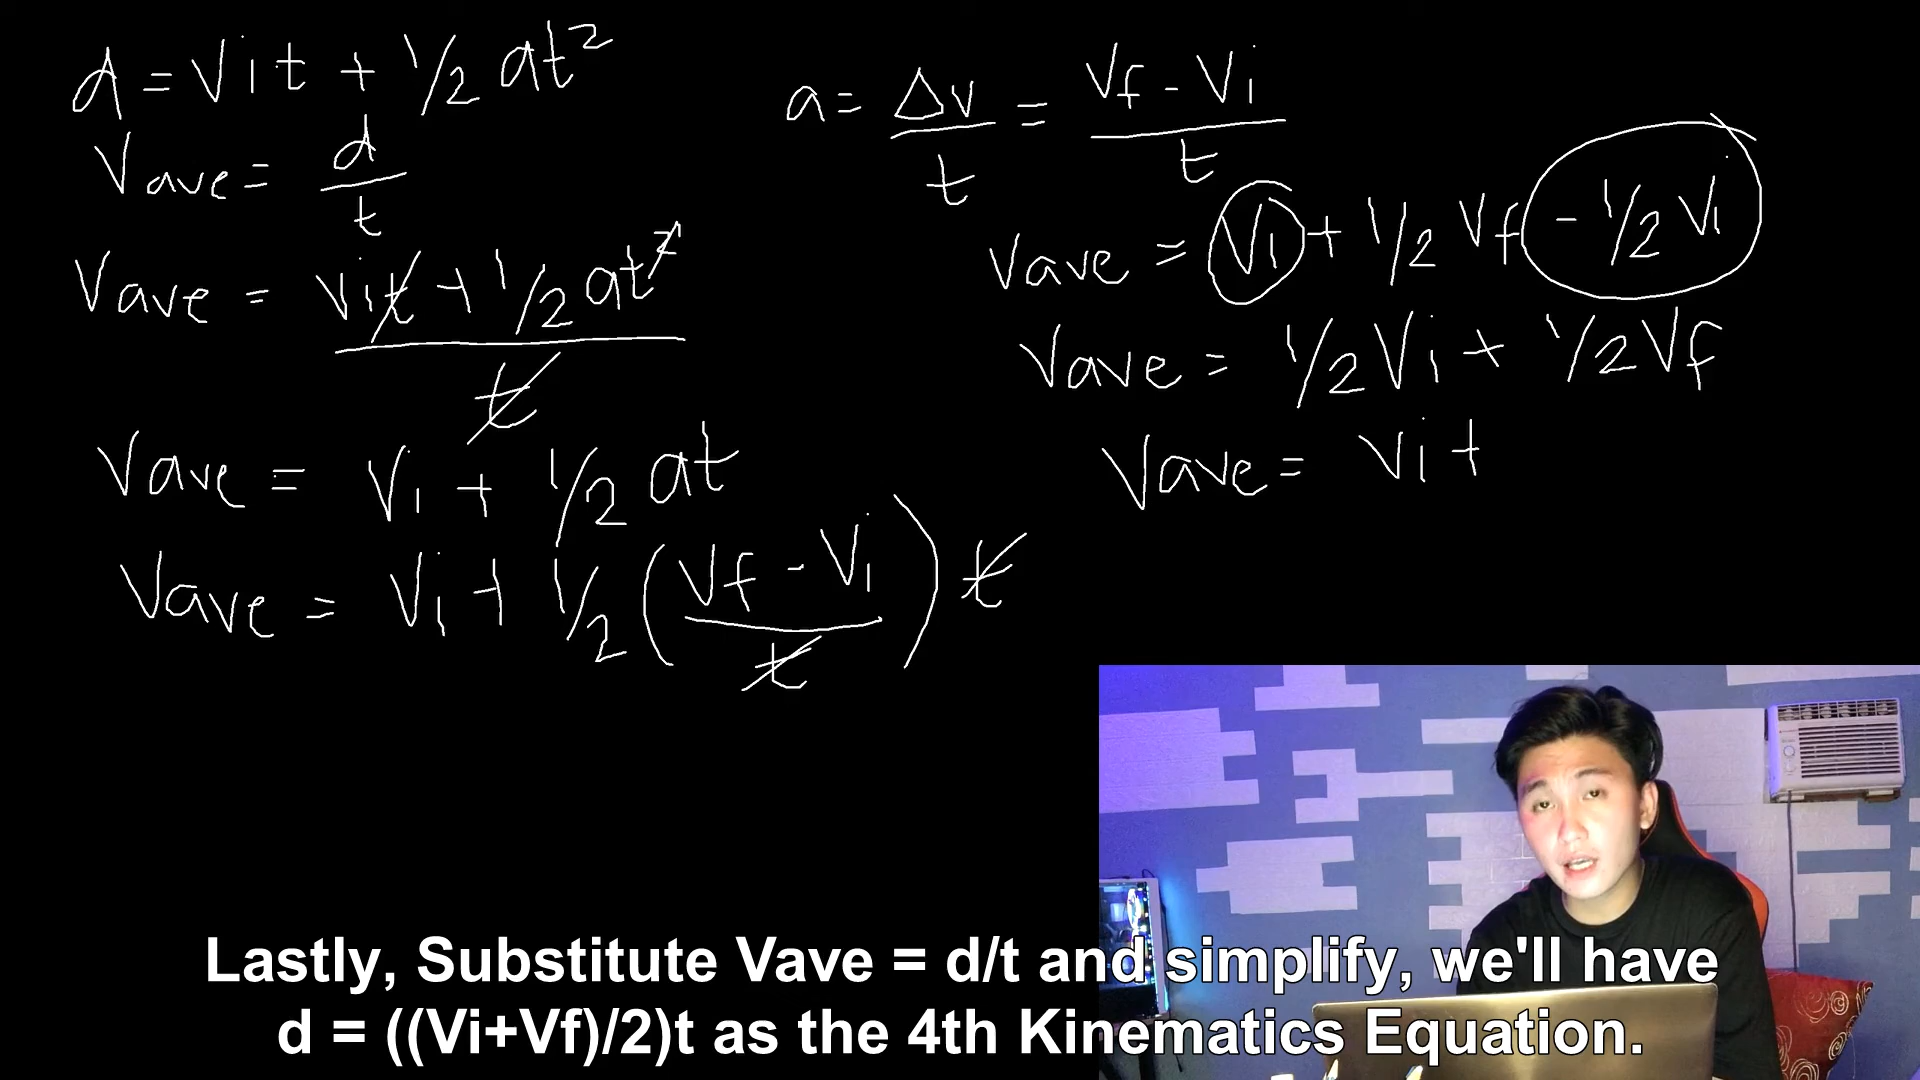 d = Vit + 1/2 at²
Vave = d/t
Vave = Vit + 1/2 at² / t
Vave = Vi + 1/2 at
Vave = Vi + 1/2 (Vf - Vi / t) t
a = Δv/t = Vf - Vi / t
Vave = Vi + 1/2 Vf - 1/2 Vi
Vave = 1/2 Vi + 1/2 Vf
Vave = Vi +
Lastly, Substitute Vave = d/t and simplify, we'll have
d = ((Vi+Vf)/2)t as the 4th Kinematics Equation.